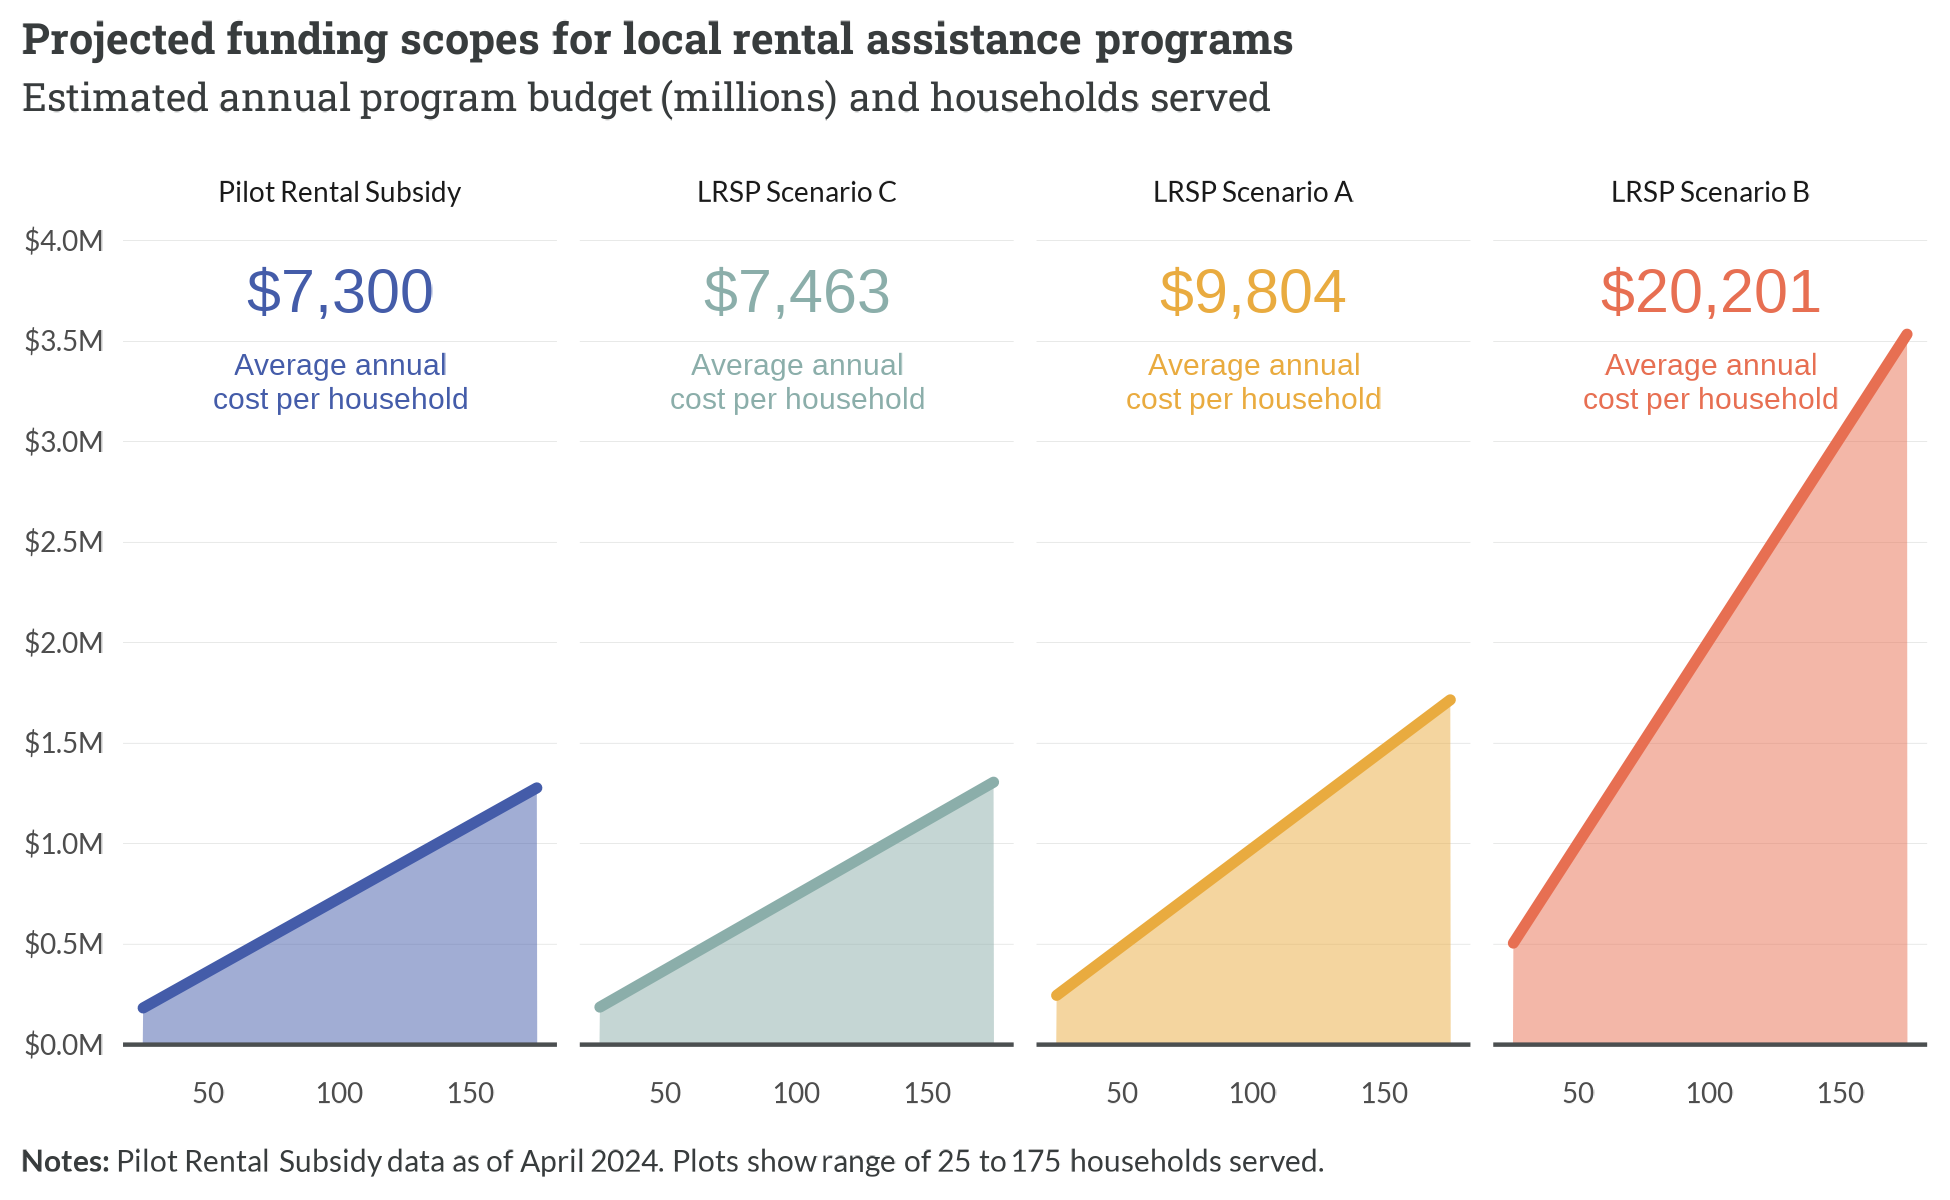 Projected funding scopes for local rental assistance programs
Estimated annual program budget (millions) and households served
Pilot Rental Subsidy
LRSP Scenario C
LRSP Scenario A
LRSP Scenario B
$4.0M
$3.5M
$3.0M
$2.5M
$2.0M
$1.5M
$1.0M
$0.5M
$0.0M
$7,300
Average annual
cost per household
$7,463
Average annual
cost per household
$9,804
Average annual
cost per household
$20,201
Average annual
cost per household
50 100 150
50 100 150
50 100 150
50 100 150
Notes: Pilot Rental Subsidy data as of April 2024. Plots show range of 25 to 175 households served.